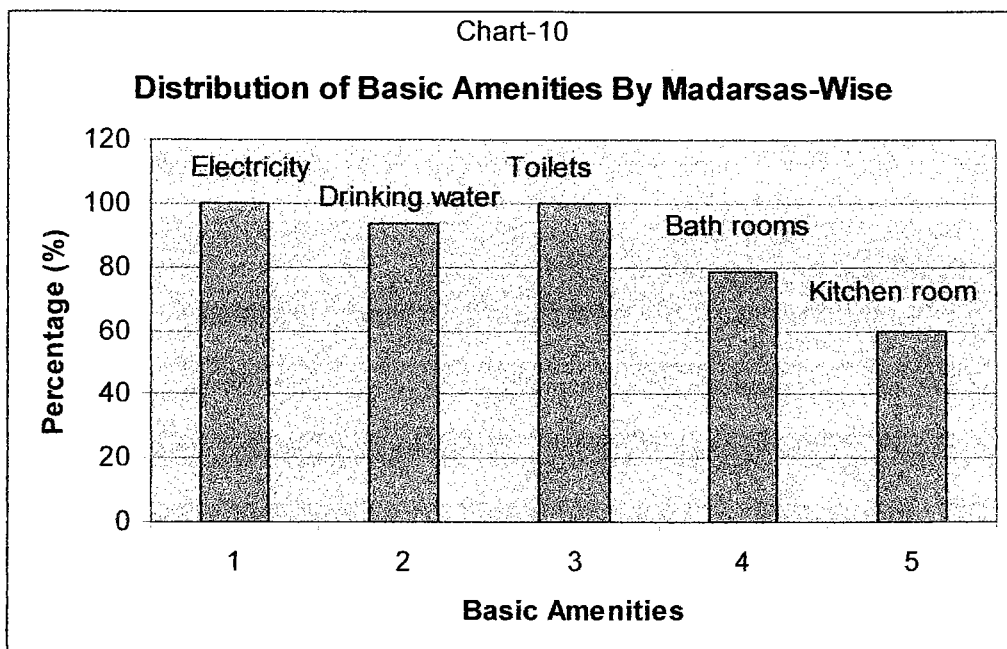 Chart-10
Distribution of Basic Amenities By Madarsas-Wise
120
100
80
60
40
20
0
Percentage (%)
Electricity
Drinking water
Toilets
Bath rooms
Kitchen room
1 2 3 4 5
Basic Amenities